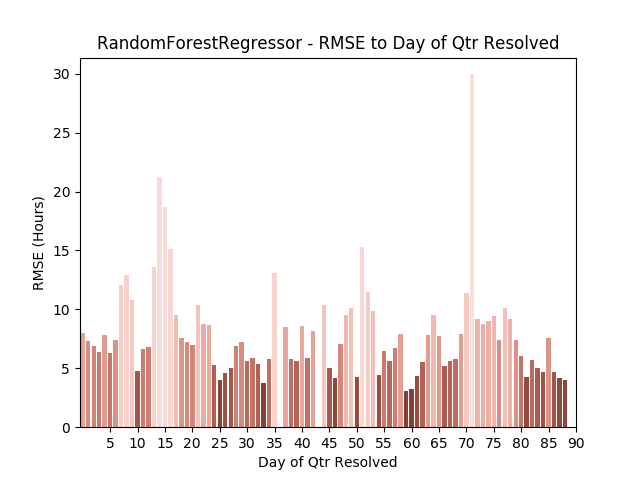 RandomForestRegressor - RMSE to Day of Qtr Resolved
30
25
20
15
10
5
0
RMSE (Hours)
5 10 15 20 25 30 35 40 45 50 55 60 65 70 75 80 85 90
Day of Qtr Resolved